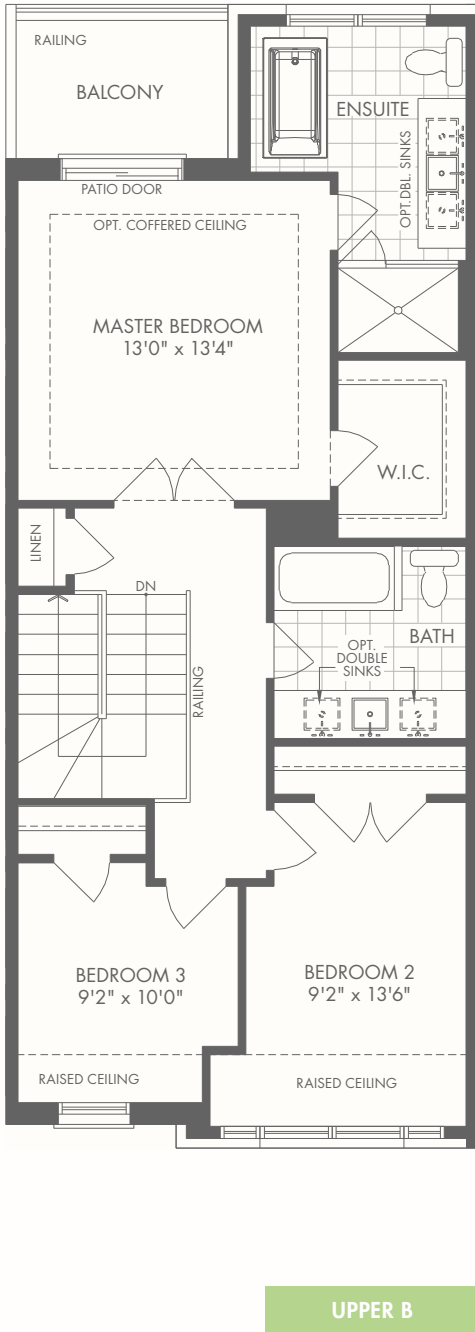 RAILING
BALCONY
PATIO DOOR
OPT. COFFERED CEILING
ENSUITE
OPT.DBL. SINKS
MASTER BEDROOM
13'0" x 13'4"
W.I.C.
LINEN
DN
RAILING
BATH
OPT.
DOUBLE
SINKS
BEDROOM 3
9'2" x 10'0"
BEDROOM 2
9'2" x 13'6"
RAISED CEILING
RAISED CEILING
UPPER B